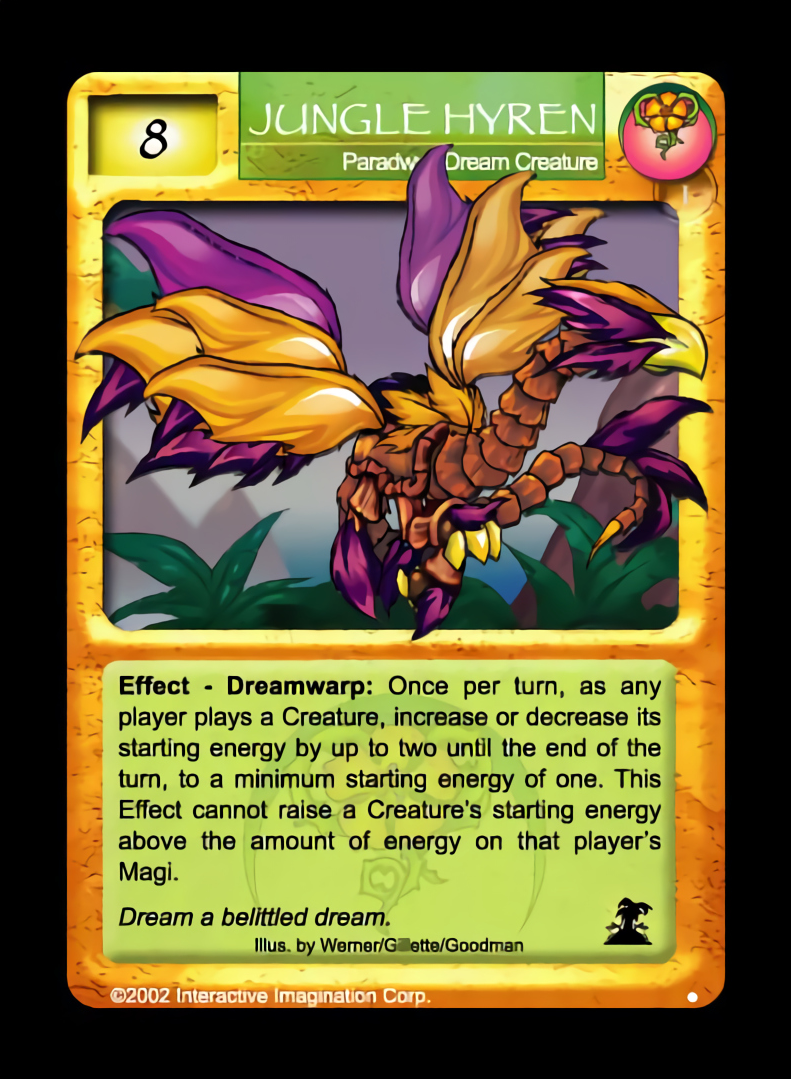 8
JUNGLE HYREN
Dream Creature
Effect - Dreamwarp: Once per turn, as any
player plays a Creature, increase or decrease its
starting energy by up to two until the end of the
turn, to a minimum starting energy of one. This
Effect cannot raise a Creature's starting energy
above the amount of energy on that player's
Magi.
Dream a belittled dream.
Illus. by
©2002 Interactive Imagination Corp.